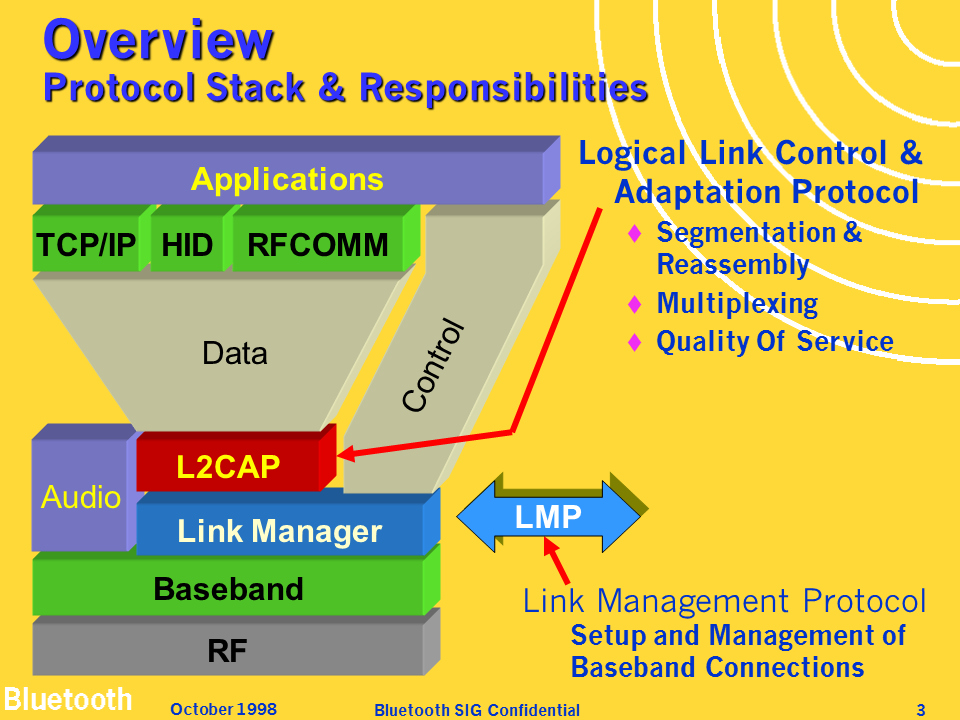 Overview
Protocol Stack & Responsibilities
Applications
TCP/IP HID RFCOMM
Data
Control
Audio
L2CAP
Link Manager
Baseband
RF
Logical Link Control &
Adaptation Protocol
Segmentation &
Reassembly
Multiplexing
Quality Of Service
LMP
Link Management Protocol
Setup and Management of
Baseband Connections
Bluetooth
October 1998
Bluetooth SIG Confidential
3